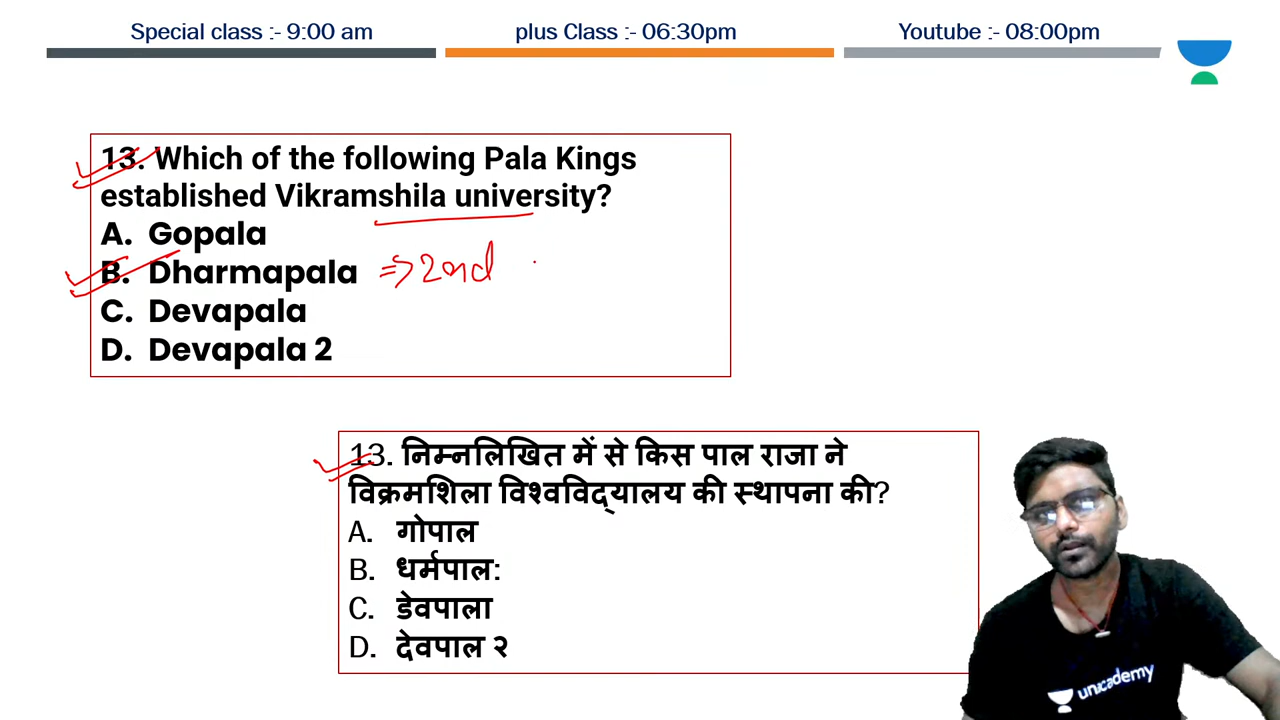 Special class :- 9:00 am
plus Class :- 06:30pm
Youtube :- 08:00pm
13. Which of the following Pala Kings
established Vikramshila university?
A. Gopala
B. Dharmapala ⇒ 2nd
C. Devapala
D. Devapala 2
13. निम्नलिखित में से किस पाल राजा ने
विक्रमशिला विश्वविद्यालय की स्थापना की?
A. गोपाल
B. धर्मपाल:
C. डेवपाला
D. देवपाल २
unacademy